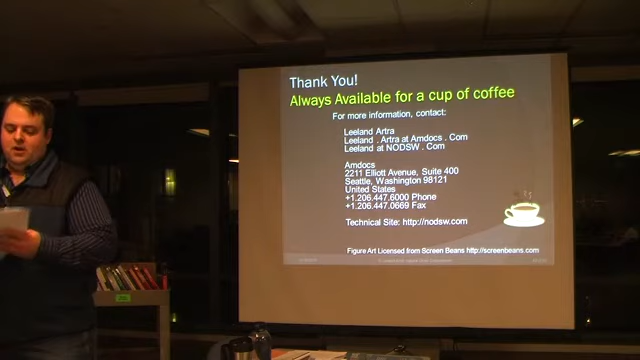 Thank You!
Always Available for a cup of coffee
For more information, contact:
Leeland Artra
Leeland . Artra at Amdocs . Com
Leeland at NODSW . Com
Amdocs
2211 Elliott Avenue, Suite 400
Seattle, Washington 98121
United States
+1.206.447.6000 Phone
+1.206.447.0669 Fax
Technical Site: http://nodsw.com
Figure Art Licensed from Screen Beans http://screenbeans.com